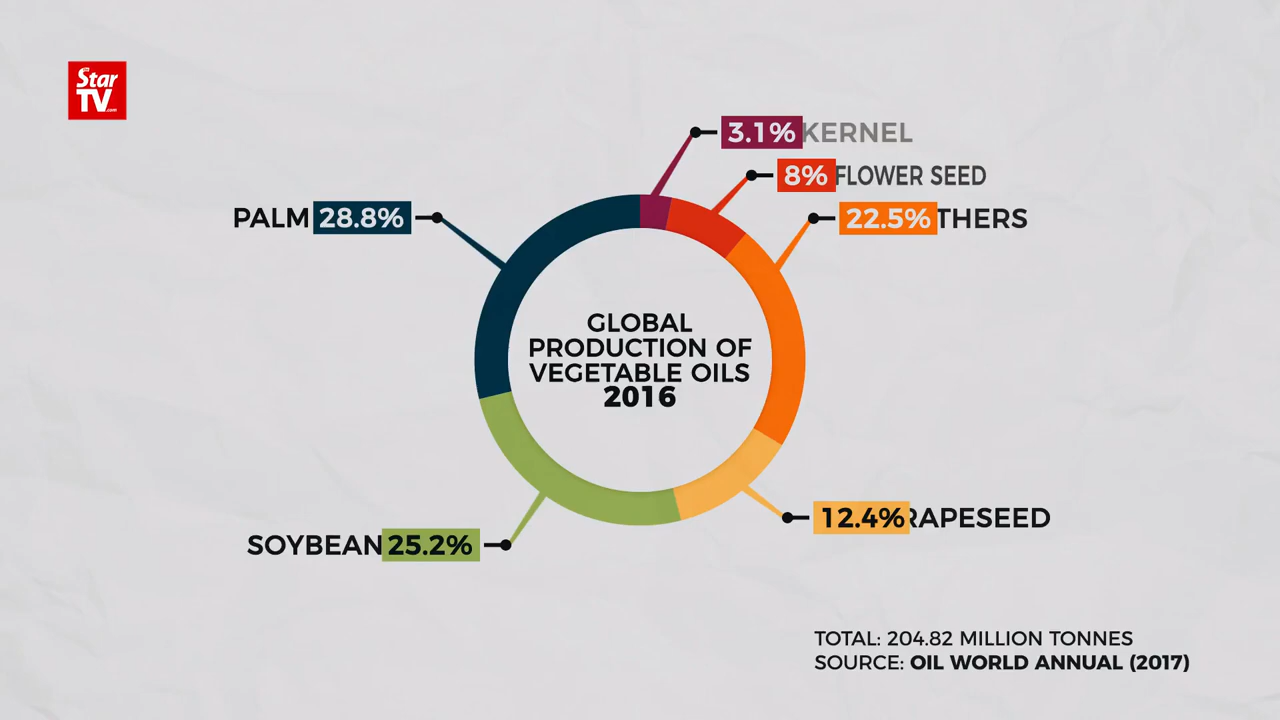 Star
TV.com
3.1% KERNEL
8% FLOWER SEED
PALM 28.8%
22.5% THERS
GLOBAL
PRODUCTION OF
VEGETABLE OILS
2016
12.4% RAPESEED
SOYBEAN 25.2%
TOTAL: 204.82 MILLION TONNES
SOURCE: OIL WORLD ANNUAL (2017)